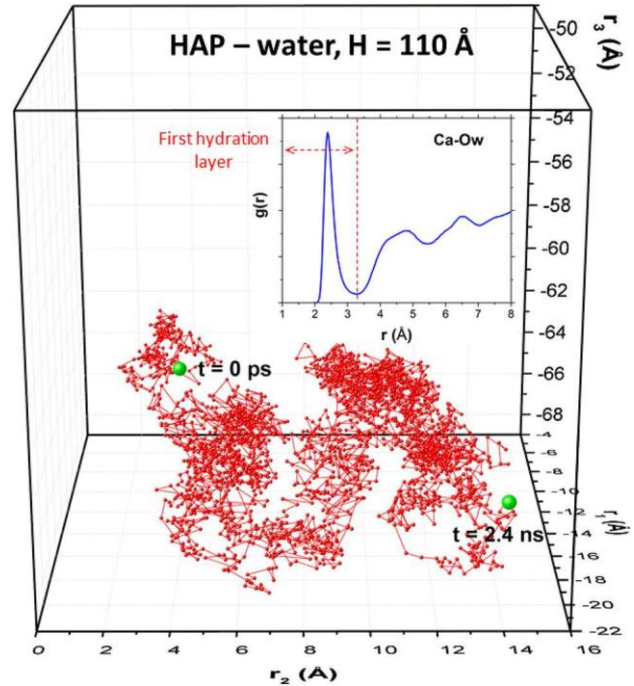 HAP – water, H = 110 Å
r3 (Å)
-50
-52
-54
-56
-58
-60
-62
-64
-66
-68
First hydration
layer
Ca-Ow
g(r)
1 2 3 4 5 6 7 8
r (Å)
t = 0 ps
t = 2.4 ns
-4
-6
-8
-10
-12
-14
-16
-18
-20
-22
r1 (Å)
0 2 4 6 8 10 12 14 16
r2 (Å)